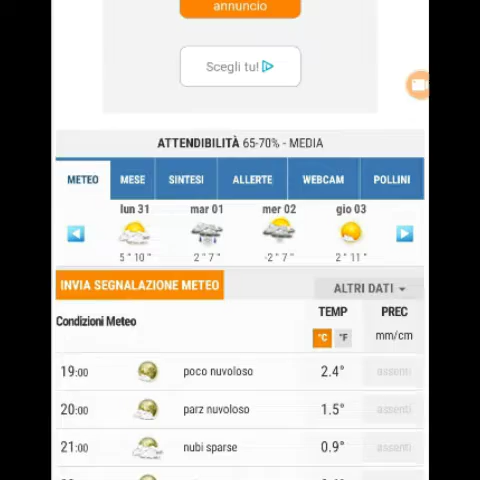 annuncio
Scegli tu!
ATTENDIBILITÀ 65-70% - MEDIA
METEO MESE SINTESI ALLERTE WEBCAM POLLINI
lun 31 mar 01 mer 02 gio 03
5 ° 10 ° 2 ° 7 ° -2 ° 7 ° 2 ° 11 °
INVIA SEGNALAZIONE METEO ALTRI DATI
Condizioni Meteo TEMP PREC
°C °F mm/cm
19:00 poco nuvoloso 2.4° assenti
20:00 parz nuvoloso 1.5° assenti
21:00 nubi sparse 0.9° assenti